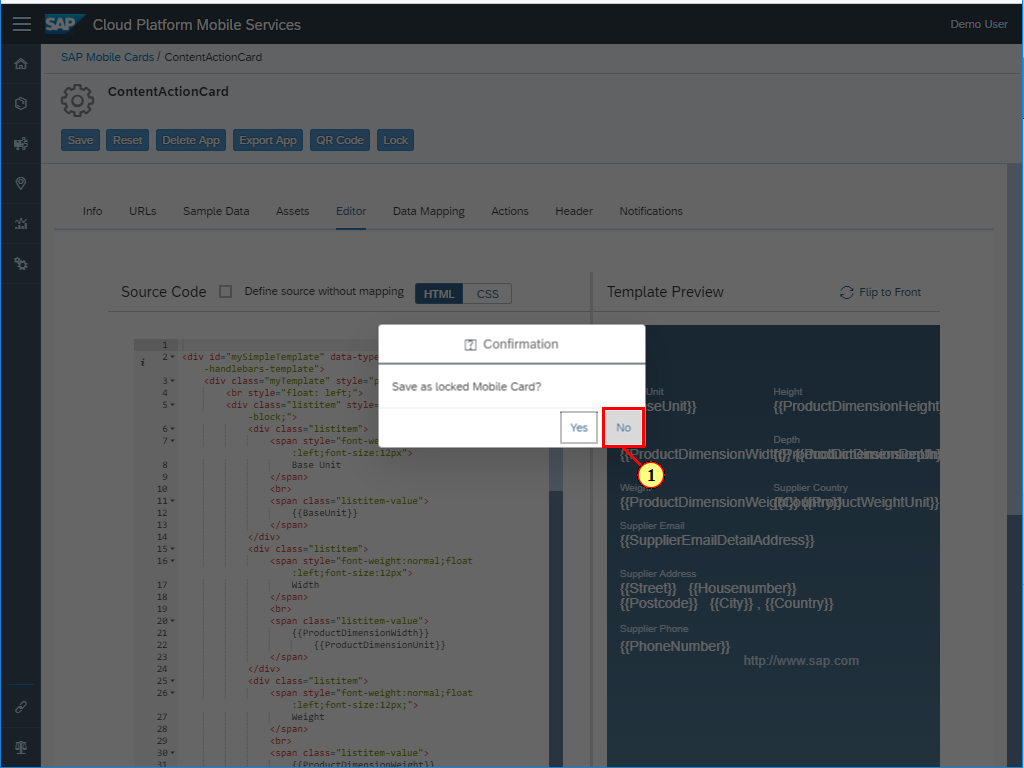 SAP Cloud Platform Mobile Services
Demo User
SAP Mobile Cards / ContentActionCard
ContentActionCard
Save Reset Delete App Export App QR Code Lock
Info URLs Sample Data Assets Editor Data Mapping Actions Header Notifications
Source Code Define source without mapping HTML CSS
Template Preview Flip to Front
Confirmation
Save as locked Mobile Card?
Yes No
1
1
2 <div id="mySimpleTemplate" data-type
-handlebars-template">
3 <div class="myTemplate" style="p
4 <br style="float: left;">
5 <div class="listitem" style=
-block;">
6 <div class="listitem">
7 <span style="font-w
:left;font-size:12px">
8 Base Unit
9 </span>
10 <br>
11 <span class="listitem-value">
12 {{BaseUnit}}
13 </span>
14 </div>
15 <div class="listitem">
16 <span style="font-weight:normal;float
:left;font-size:12px">
17 Width
18 </span>
19 <br>
20 <span class="listitem-value">
21 {{ProductDimensionWidth}}
22 {{ProductDimensionUnit}}
23 </span>
24 </div>
25 <div class="listitem">
26 <span style="font-weight:normal;float
:left;font-size:12px;">
27 Weight
28 </span>
29 <br>
30 <span class="listitem-value">
31 {{ProductDimensionWeight}}
Unit
seUnit}}
Height
{{ProductDimensionHeight
Depth
{{ProductDimensionWidth}}
Weight
{{ProductDimensionWeight}} {{ProductWeightUnit}}
Supplier Country
Supplier Email
{{SupplierEmailDetailAddress}}
Supplier Address
{{Street}} {{Housenumber}}
{{Postcode}} {{City}} , {{Country}}
Supplier Phone
{{PhoneNumber}}
http://www.sap.com